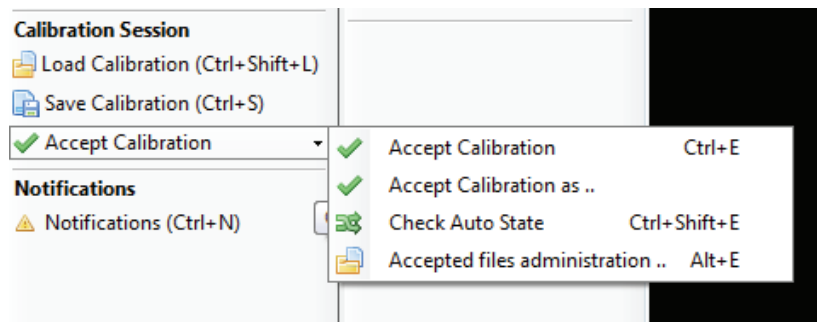 Calibration Session
Load Calibration (Ctrl+Shift+L)
Save Calibration (Ctrl+S)
Accept Calibration
Accept Calibration Ctrl+E
Accept Calibration as ..
Check Auto State Ctrl+Shift+E
Accepted files administration .. Alt+E
Notifications
Notifications (Ctrl+N)